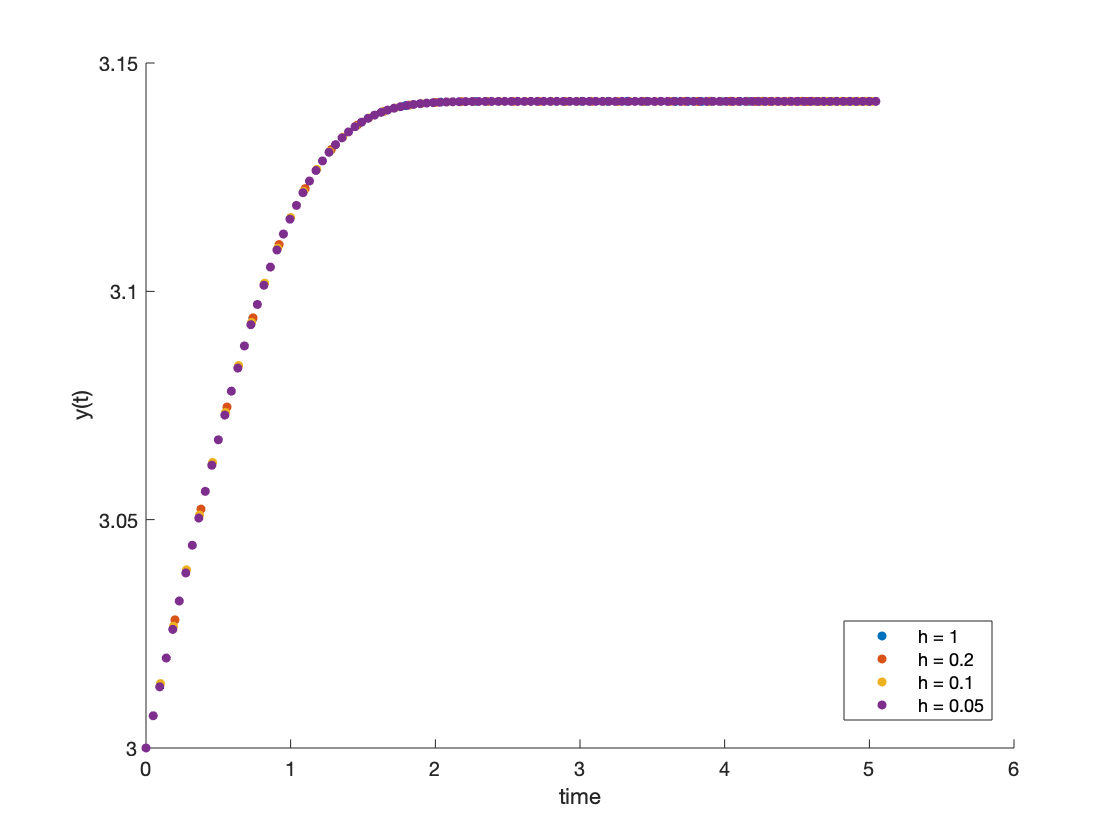 3.15
3.1
3.05
3
y(t)
0 1 2 3 4 5 6
time
h = 1
h = 0.2
h = 0.1
h = 0.05